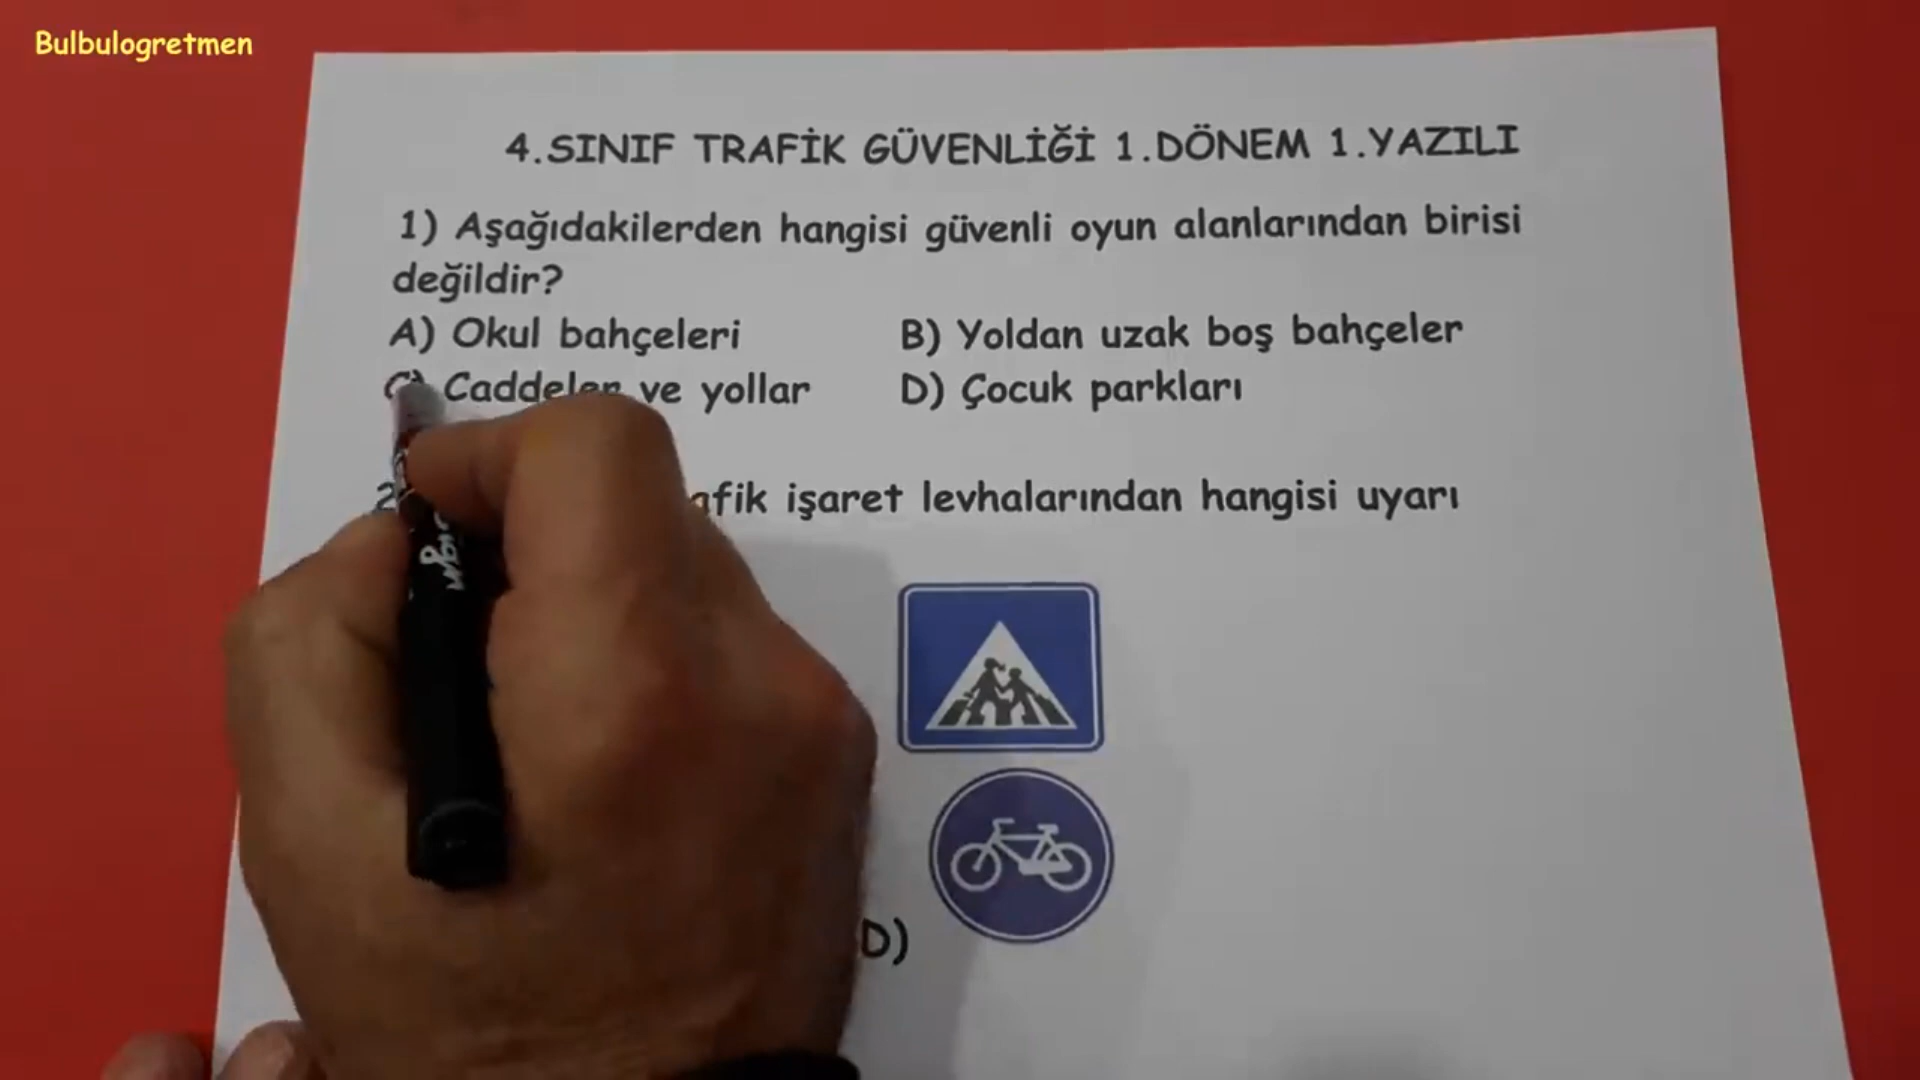 Bulbulogretmen
4.SINIF TRAFİK GÜVENLİĞİ 1.DÖNEM 1.YAZILI
1) Aşağıdakilerden hangisi güvenli oyun alanlarından birisi
değildir?
A) Okul bahçeleri B) Yoldan uzak boş bahçeler
C) Caddeler ve yollar D) Çocuk parkları
işaret levhalarından hangisi uyarı
D)